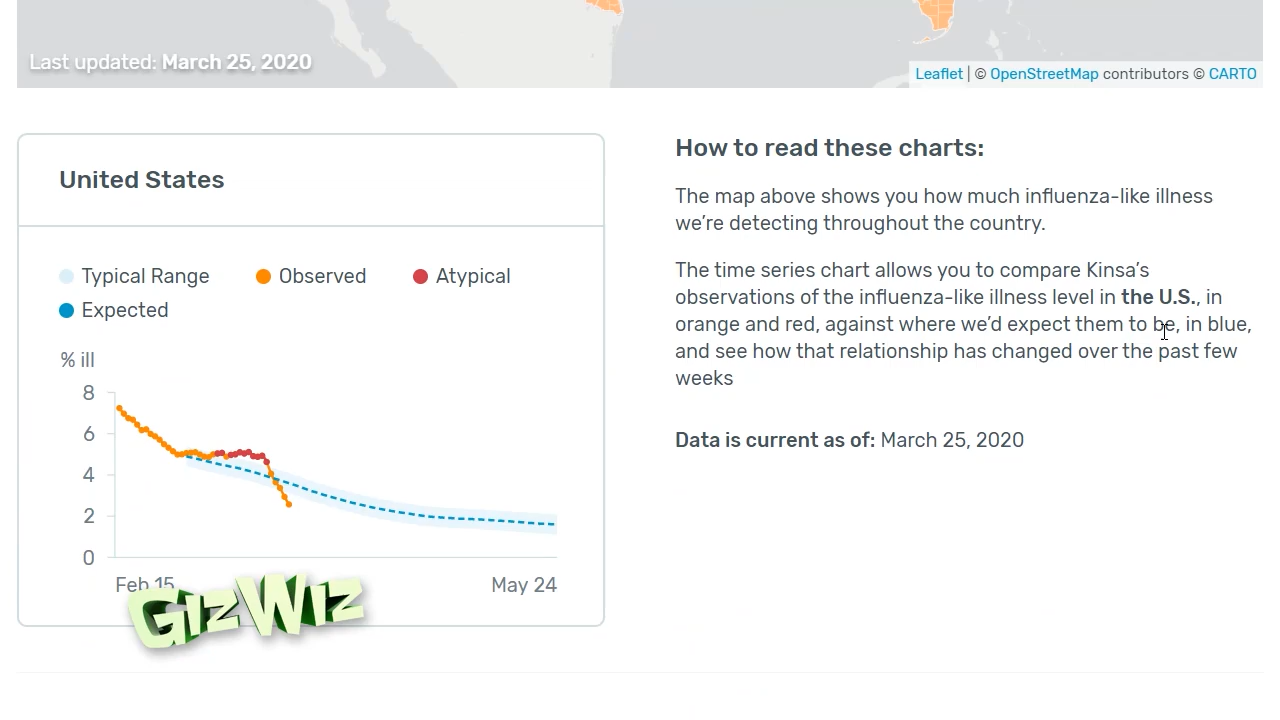 Last updated: March 25, 2020
Leaflet | © OpenStreetMap contributors © CARTO
United States
Typical Range
Observed
Atypical
Expected
% ill
8
6
4
2
0
Feb 15
May 24
GizWiz
How to read these charts:
The map above shows you how much influenza-like illness
we're detecting throughout the country.
The time series chart allows you to compare Kinsa's
observations of the influenza-like illness level in the U.S., in
orange and red, against where we'd expect them to be, in blue,
and see how that relationship has changed over the past few
weeks
Data is current as of: March 25, 2020